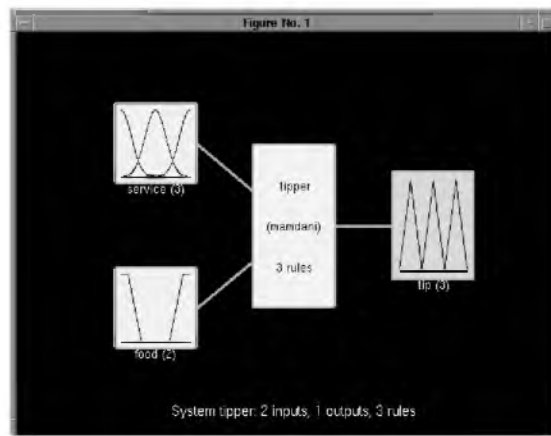 Figure No. 1
service (3)
tipper
(mamdani)
3 rules
food (2)
tip (3)
System tipper: 2 inputs, 1 outputs, 3 rules